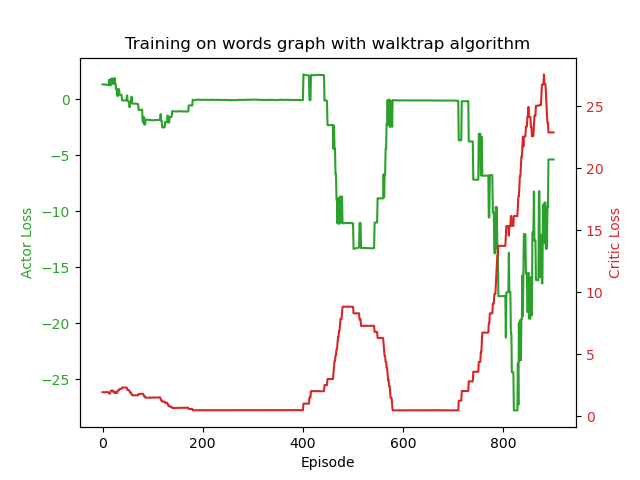 Training on words graph with walktrap algorithm
Actor Loss
0
−5
−10
−15
−20
−25
25
20
15
10
5
0
Critic Loss
0 200 400 600 800
Episode